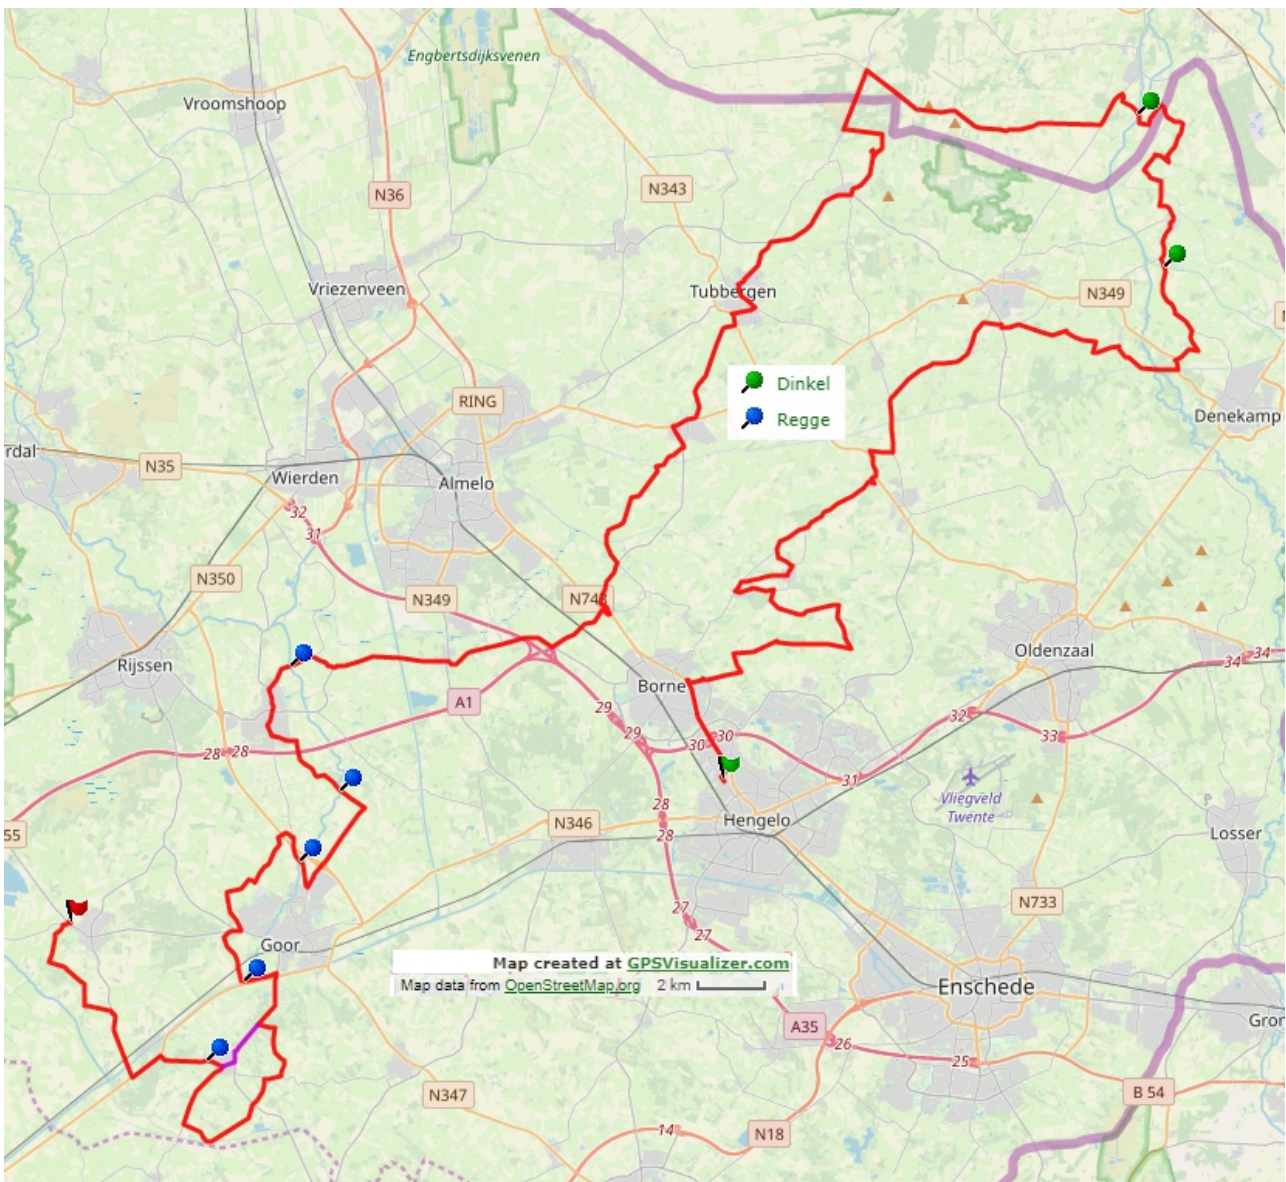 Engbertsdijksvenen
Vroomshoop
N36
N343
Vriezenveen
Tubbergen
N349
Dinkel
Regge
RING
Denekamp
rdal
N35
Wierden
Almelo
32
31
N350
N349
N743
Rijssen
Oldenzaal
34
34
Borne
A1
29
32
29
30
30
33
28
28
31
Vliegveld
Twente
28
N346
Hengelo
28
55
Losser
N733
27
27
Goor
Map created at GPSVisualizer.com
Map data from OpenStreetMap.org 2 km
Enschede
Gron
A35
26
25
N347
B 54
14
N18